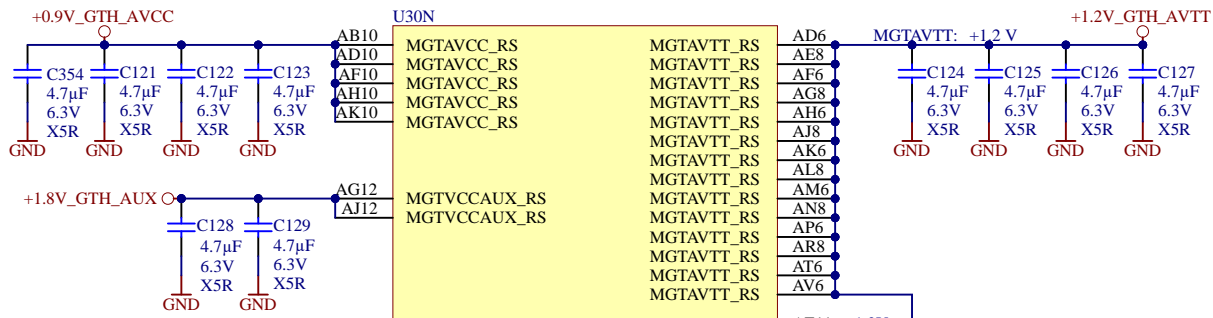 +0.9V_GTH_AVCC
U30N
+1.2V_GTH_AVTT
AB10 MGTAVCC_RS MGTAVTT_RS AD6 MGTAVTT: +1.2 V
AD10 MGTAVCC_RS MGTAVTT_RS AE8
AF10 MGTAVCC_RS MGTAVTT_RS AF6
AH10 MGTAVCC_RS MGTAVTT_RS AG8
AK10 MGTAVCC_RS MGTAVTT_RS AH6
C354 C121 C122 C123
4.7µF 4.7µF 4.7µF 4.7µF
6.3V 6.3V 6.3V 6.3V
X5R X5R X5R X5R
GND GND GND GND
C124 C125 C126 C127
4.7µF 4.7µF 4.7µF 4.7µF
6.3V 6.3V 6.3V 6.3V
X5R X5R X5R X5R
GND GND GND GND
MGTAVTT_RS AJ8
MGTAVTT_RS AK6
MGTAVTT_RS AL8
+1.8V_GTH_AUX AG12 MGTVCCAUX_RS MGTAVTT_RS AM6
AJ12 MGTVCCAUX_RS MGTAVTT_RS AN8
MGTAVTT_RS AP6
MGTAVTT_RS AR8
MGTAVTT_RS AT6
MGTAVTT_RS AV6
C128 C129
4.7µF 4.7µF
6.3V 6.3V
X5R X5R
GND GND